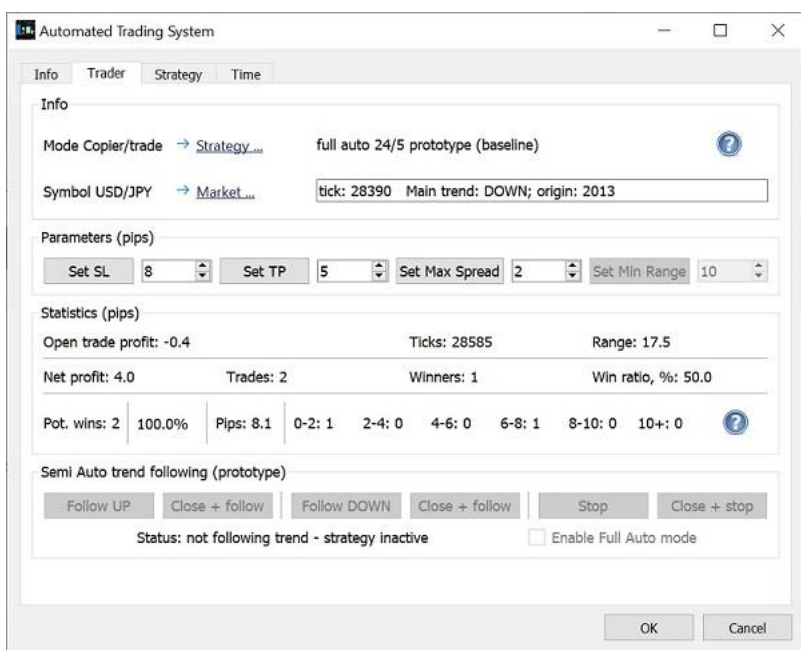 Automated Trading System
Info Trader Strategy Time
Info
Mode Copier/trade → Strategy ... full auto 24/5 prototype (baseline)
Symbol USD/JPY → Market ... tick: 28390 Main trend: DOWN; origin: 2013
Parameters (pips)
Set SL 8 Set TP 5 Set Max Spread 2 Set Min Range 10
Statistics (pips)
Open trade profit: -0.4 Ticks: 28585 Range: 17.5
Net profit: 4.0 Trades: 2 Winners: 1 Win ratio, %: 50.0
Pot. wins: 2 100.0% Pips: 8.1 0-2: 1 2-4: 0 4-6: 0 6-8: 1 8-10: 0 10+: 0
Semi Auto trend following (prototype)
Follow UP Close + follow Follow DOWN Close + follow Stop Close + stop
Status: not following trend - strategy inactive Enable Full Auto mode
OK Cancel